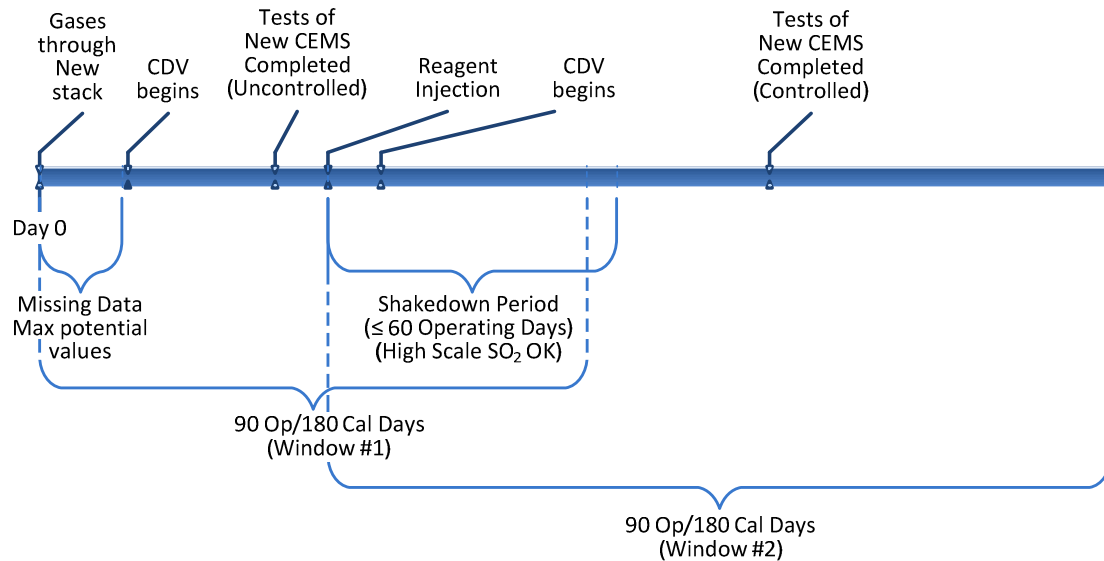 Gases
through
New
stack
CDV
begins
Tests of
New CEMS
Completed
(Uncontrolled)
Reagent
Injection
CDV
begins
Tests of
New CEMS
Completed
(Controlled)
Day 0
Missing Data
Max potential
values
Shakedown Period
(≤ 60 Operating Days)
(High Scale SO₂ OK)
90 Op/180 Cal Days
(Window #1)
90 Op/180 Cal Days
(Window #2)